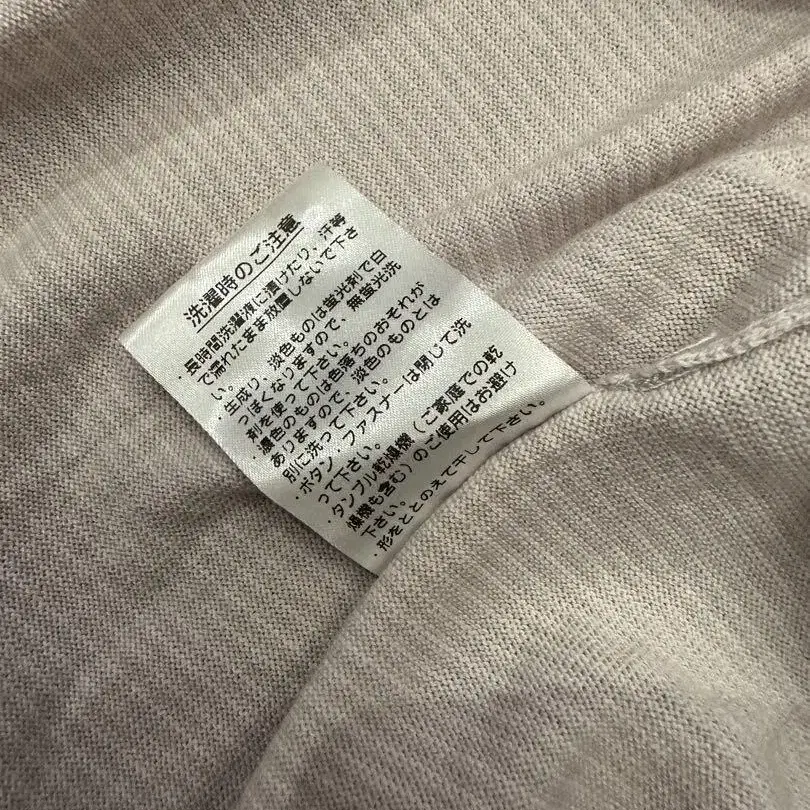 洗濯時のご注意
・長時間洗濯液に漬けたり、汗等
で濡れたまま放置しないで下さ
い。
・生成り、淡色ものは蛍光剤で白
っぽくなりますので、無蛍光洗
剤を使って下さい。
・濃色のものは色落ちのおそれが
ありますので、淡色のものとは
別に洗って下さい。
・ボタン、ファスナーは閉じて洗
って下さい。
・タンブル乾燥機（ご家庭での乾
燥機も含む）のご使用はお避け
下さい。
・形をととのえて干して下さい。